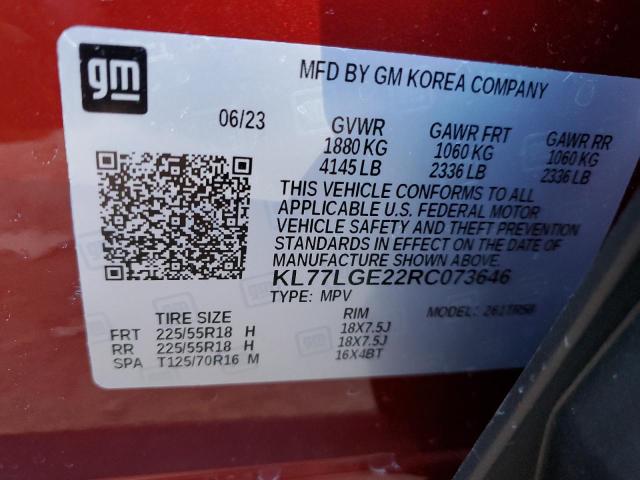 gm
MFD BY GM KOREA COMPANY
06/23
GVWR GAWR FRT GAWR RR
1880 KG 1060 KG 1060 KG
4145 LB 2336 LB 2336 LB
THIS VEHICLE CONFORMS TO ALL
APPLICABLE U.S. FEDERAL MOTOR
VEHICLE SAFETY AND THEFT PREVENTION
STANDARDS IN EFFECT ON THE DATE OF
MANUFACTURE SHOWN ABOVE.
KL77LGE22RC073646
TYPE: MPV MODEL: 261TR58
TIRE SIZE RIM
FRT 225/55R18 H 18X7.5J
RR 225/55R18 H 18X7.5J
SPA T125/70R16 M 16X4BT